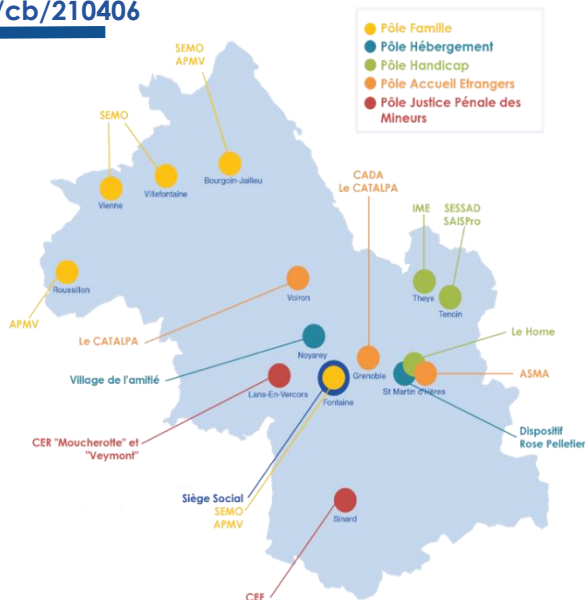 /cb/210406
Pôle Famille
Pôle Hébergement
Pôle Handicap
Pôle Accueil Etrangers
Pôle Justice Pénale des
Mineurs
SEMO
APMV
SEMO
Bourgoin-Jailleu
Villefontaine
Vienne
CADA
Le CATALPA
IME
SESSAD
SAISPro
Roussillon
Voiron
Theys
Tencin
APMV
Le CATALPA
Le Home
Noyarey
Grenoble
Village de l'amitié
Lans-En-Vercors
Fontaine
St Martin d'Hères
ASMA
CER "Moucherotte" et
"Veymont"
Dispositif
Rose Pelletier
Siège Social
SEMO
APMV
Sinard
CEF